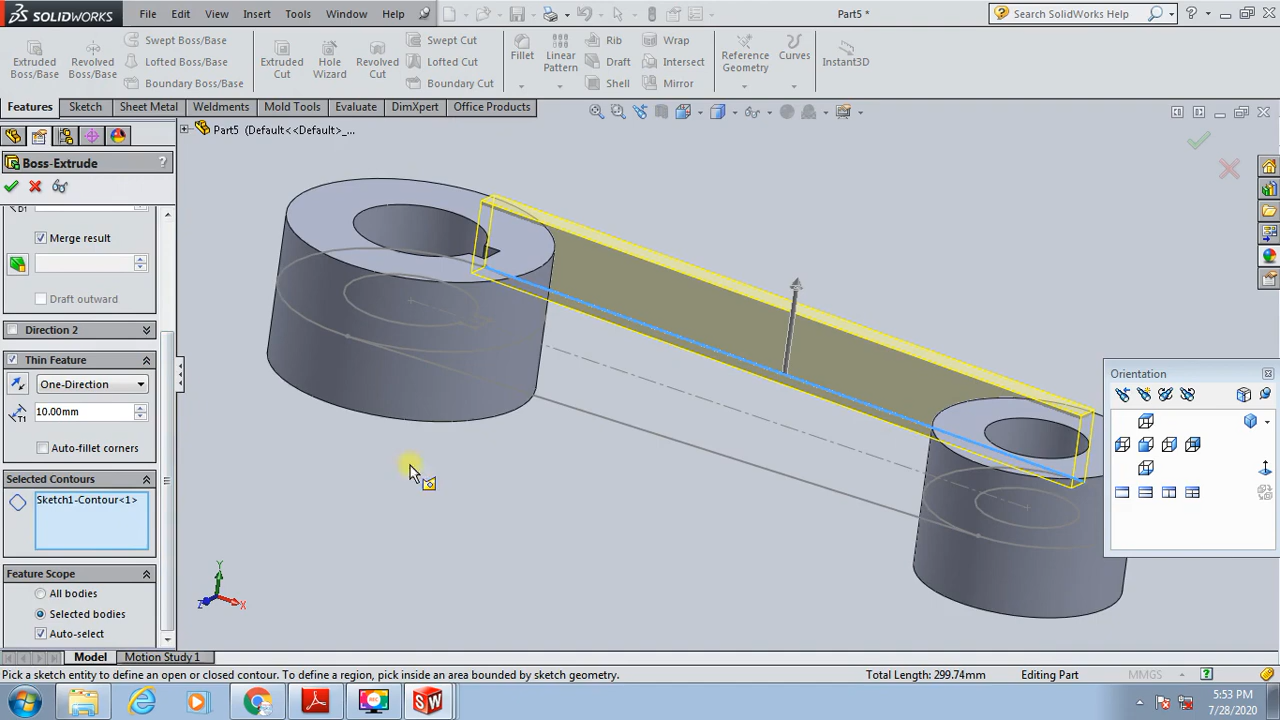 SOLIDWORKS File Edit View Insert Tools Window Help Part5 * Search SolidWorks Help
Extruded Boss/Base
Revolved Boss/Base
Swept Boss/Base
Lofted Boss/Base
Boundary Boss/Base
Extruded Cut
Hole Wizard
Revolved Cut
Swept Cut
Lofted Cut
Boundary Cut
Fillet
Linear Pattern
Rib
Draft
Shell
Wrap
Intersect
Mirror
Reference Geometry
Curves
Instant3D
Features Sketch Sheet Metal Weldments Mold Tools Evaluate DimXpert Office Products
Part5 (Default<<Default>_...
Boss-Extrude ?
Merge result
Draft outward
Direction 2
Thin Feature
One-Direction
10.00mm
Auto-fillet corners
Selected Contours
Sketch1-Contour<1>
Feature Scope
All bodies
Selected bodies
Auto-select
Orientation
Y
Z X
Model Motion Study 1
Pick a sketch entity to define an open or closed contour. To define a region, pick inside an area bounded by sketch geometry. Total Length: 299.74mm Editing Part MMGS
5:53 PM
7/28/2020